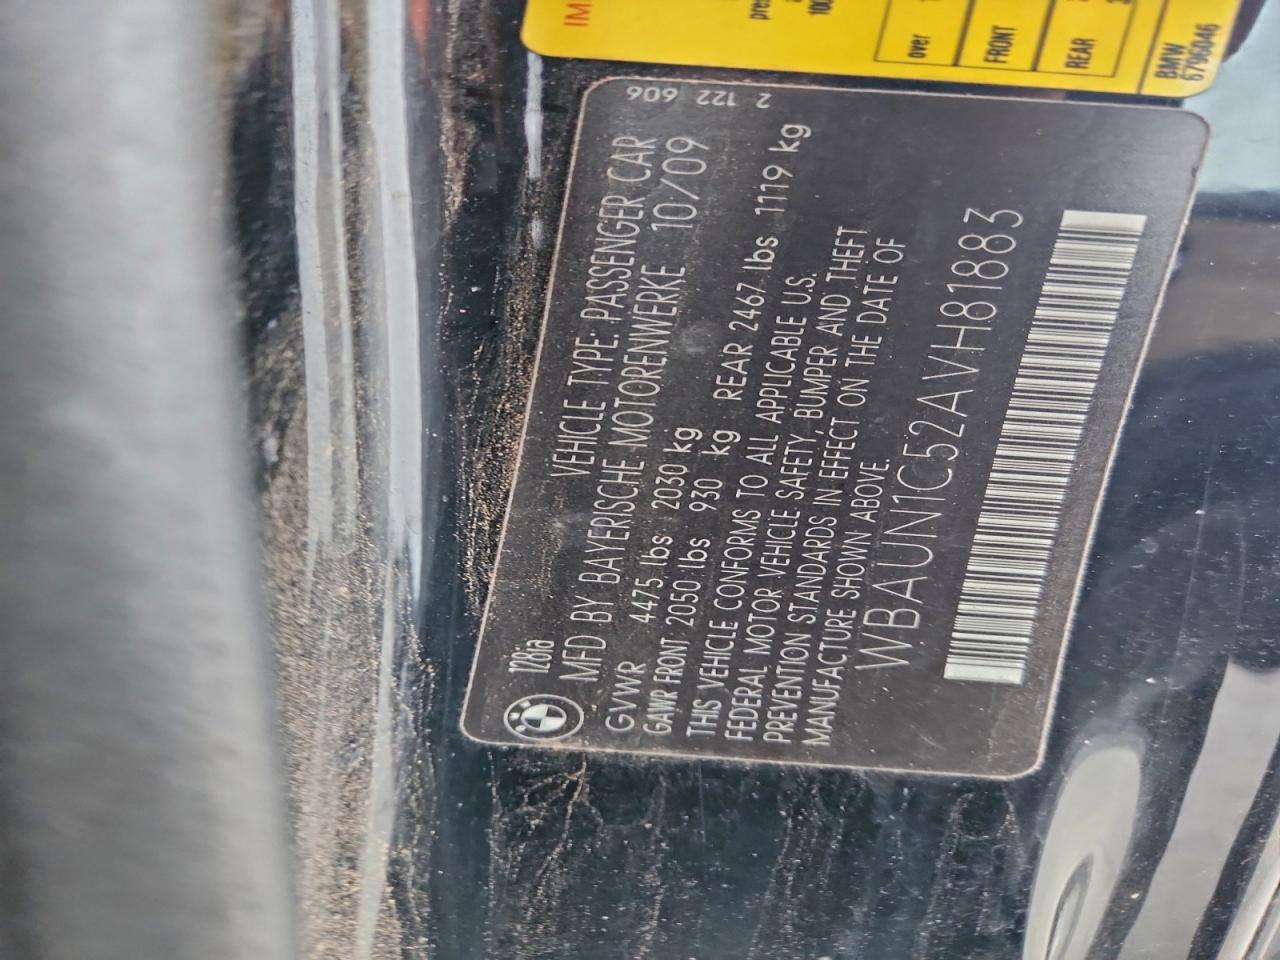 128ia VEHICLE TYPE: PASSENGER CAR
MFD BY BAYERISCHE MOTORENWERKE 10/09
GVWR 4475 lbs 2030 kg
GAWR FRONT 2050 lbs 930 kg REAR 2467 lbs 1119 kg
THIS VEHICLE CONFORMS TO ALL APPLICABLE U.S.
FEDERAL MOTOR VEHICLE SAFETY, BUMPER AND THEFT
PREVENTION STANDARDS IN EFFECT ON THE DATE OF
MANUFACTURE SHOWN ABOVE.
WBAUN1C52AVH81883
2 122 606
over
FRONT
REAR
BMW
6796046